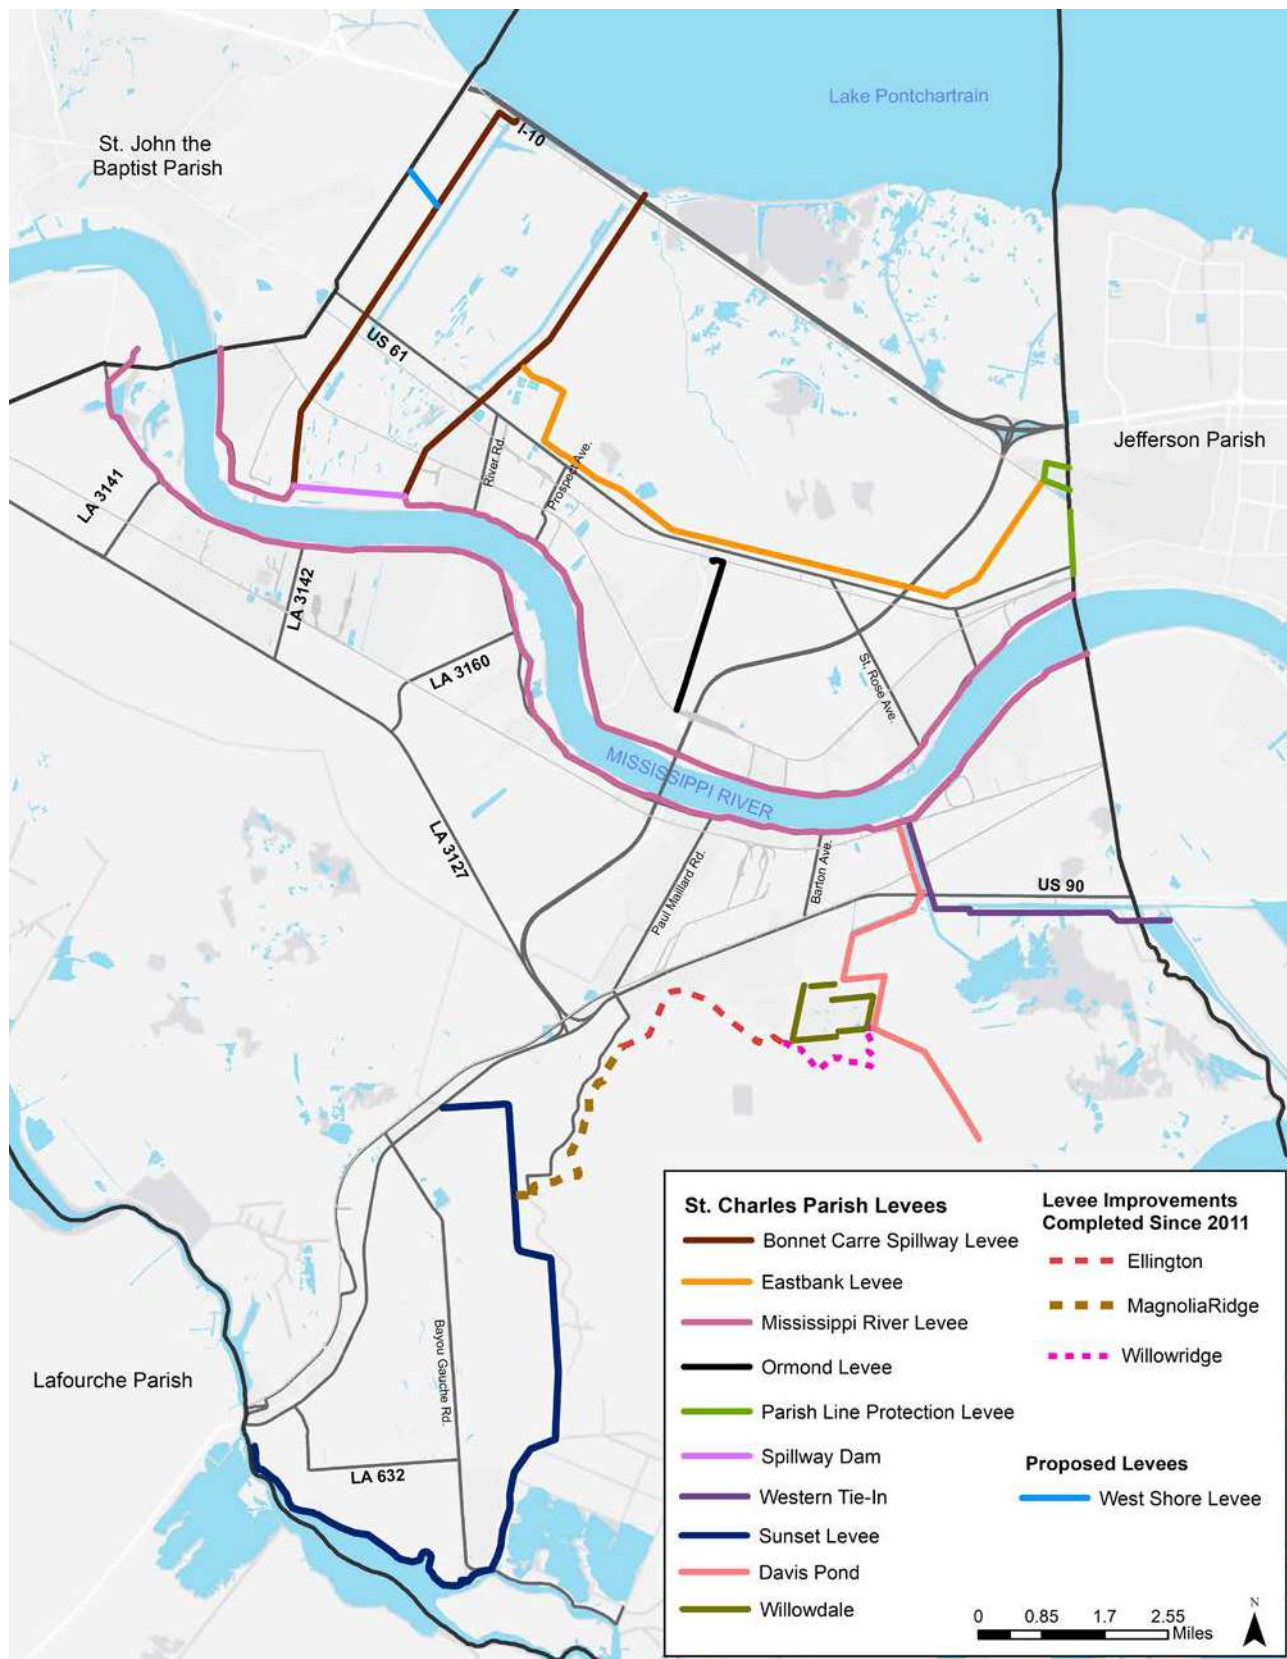 Lake Pontchartrain
St. John the
Baptist Parish
I-10
US 61
Jefferson Parish
River Rd.
Prospect Ave.
LA 3141
LA 3142
LA 3160
St. Rose Ave.
MISSISSIPPI RIVER
LA 3127
Paul Maillard Rd.
Barton Ave.
US 90
Lafourche Parish
Bayou Gauche Rd.
LA 632
St. Charles Parish Levees
Bonnet Carre Spillway Levee
Eastbank Levee
Mississippi River Levee
Ormond Levee
Parish Line Protection Levee
Spillway Dam
Western Tie-In
Sunset Levee
Davis Pond
Willowdale
Levee Improvements
Completed Since 2011
Ellington
MagnoliaRidge
Willowridge
Proposed Levees
West Shore Levee
0 0.85 1.7 2.55
Miles
N